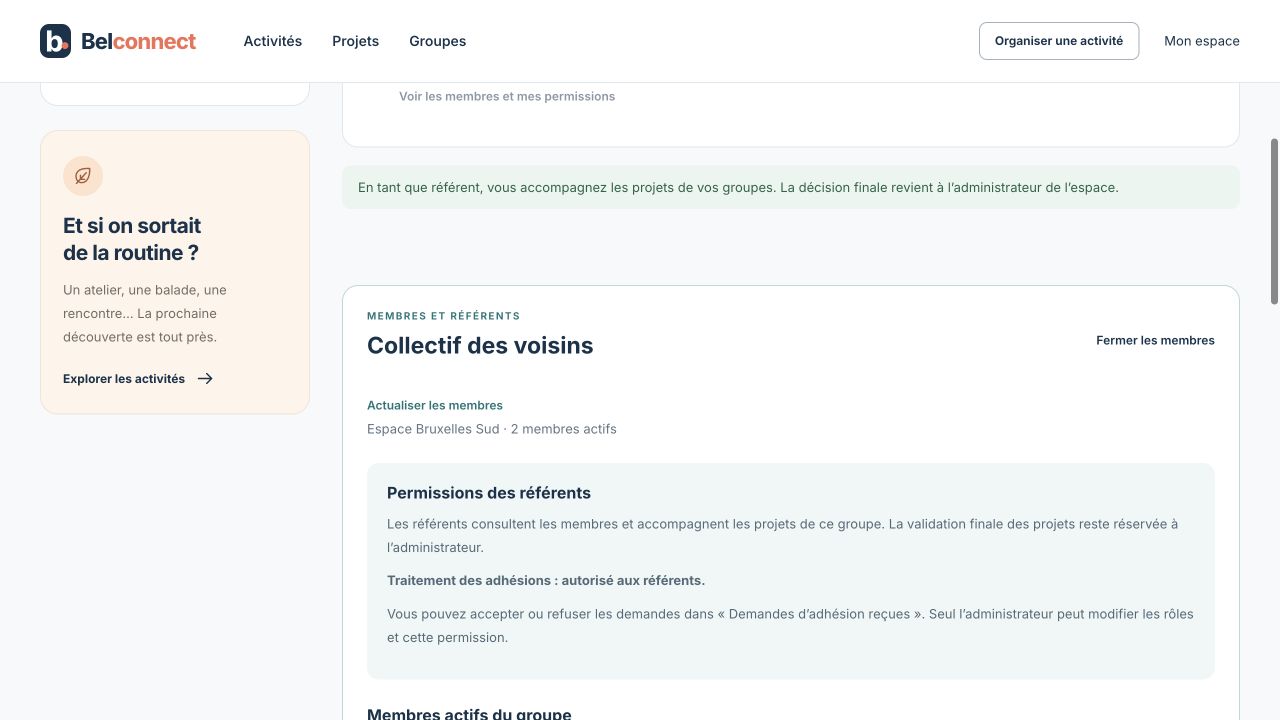 b.
Belconnect
Activités
Projets
Groupes
Organiser une activité
Mon espace
Et si on sortait
de la routine ?
Un atelier, une balade, une
rencontre… La prochaine
découverte est tout près.
Explorer les activités
Voir les membres et mes permissions
En tant que référent, vous accompagnez les projets de vos groupes. La décision finale revient à l’administrateur de l’espace.
MEMBRES ET RÉFÉRENTS
Collectif des voisins
Fermer les membres
Actualiser les membres
Espace Bruxelles Sud · 2 membres actifs
Permissions des référents
Les référents consultent les membres et accompagnent les projets de ce groupe. La validation finale des projets reste réservée à
l’administrateur.
Traitement des adhésions : autorisé aux référents.
Vous pouvez accepter ou refuser les demandes dans « Demandes d’adhésion reçues ». Seul l’administrateur peut modifier les rôles
et cette permission.
Membres actifs du groupe